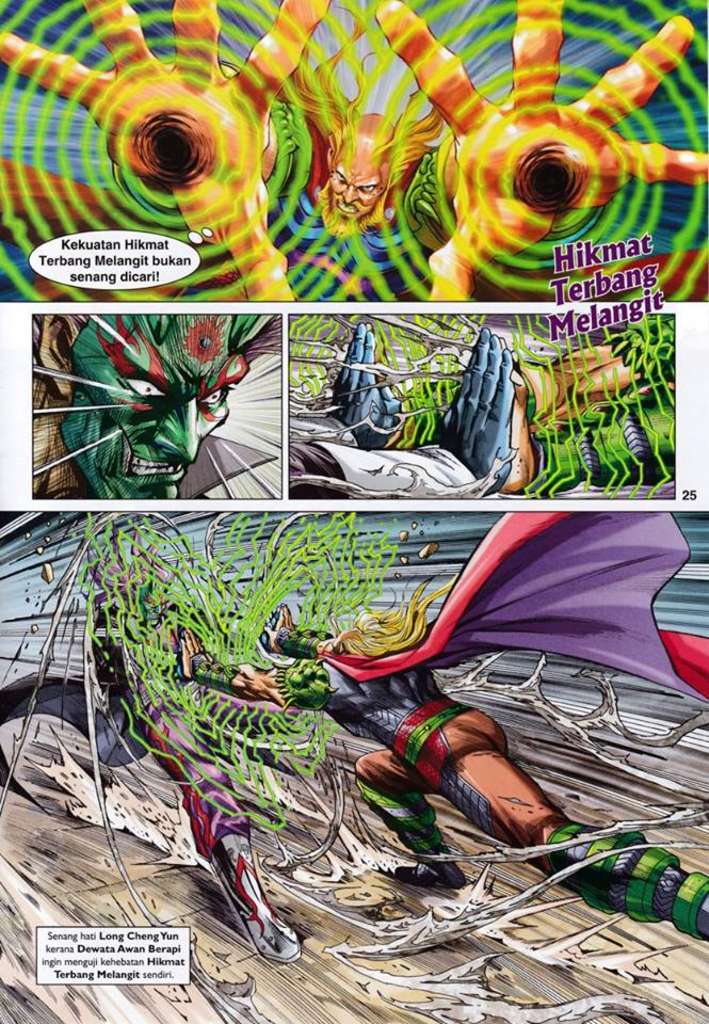 Kekuatan Hikmat
Terbang Melangit bukan
senang dicari!
Hikmat
Terbang
Melangit
25
Senang hati Long Cheng Yun
kerana Dewata Awan Berapi
ingin menguji kehebatan Hikmat
Terbang Melangit sendiri.